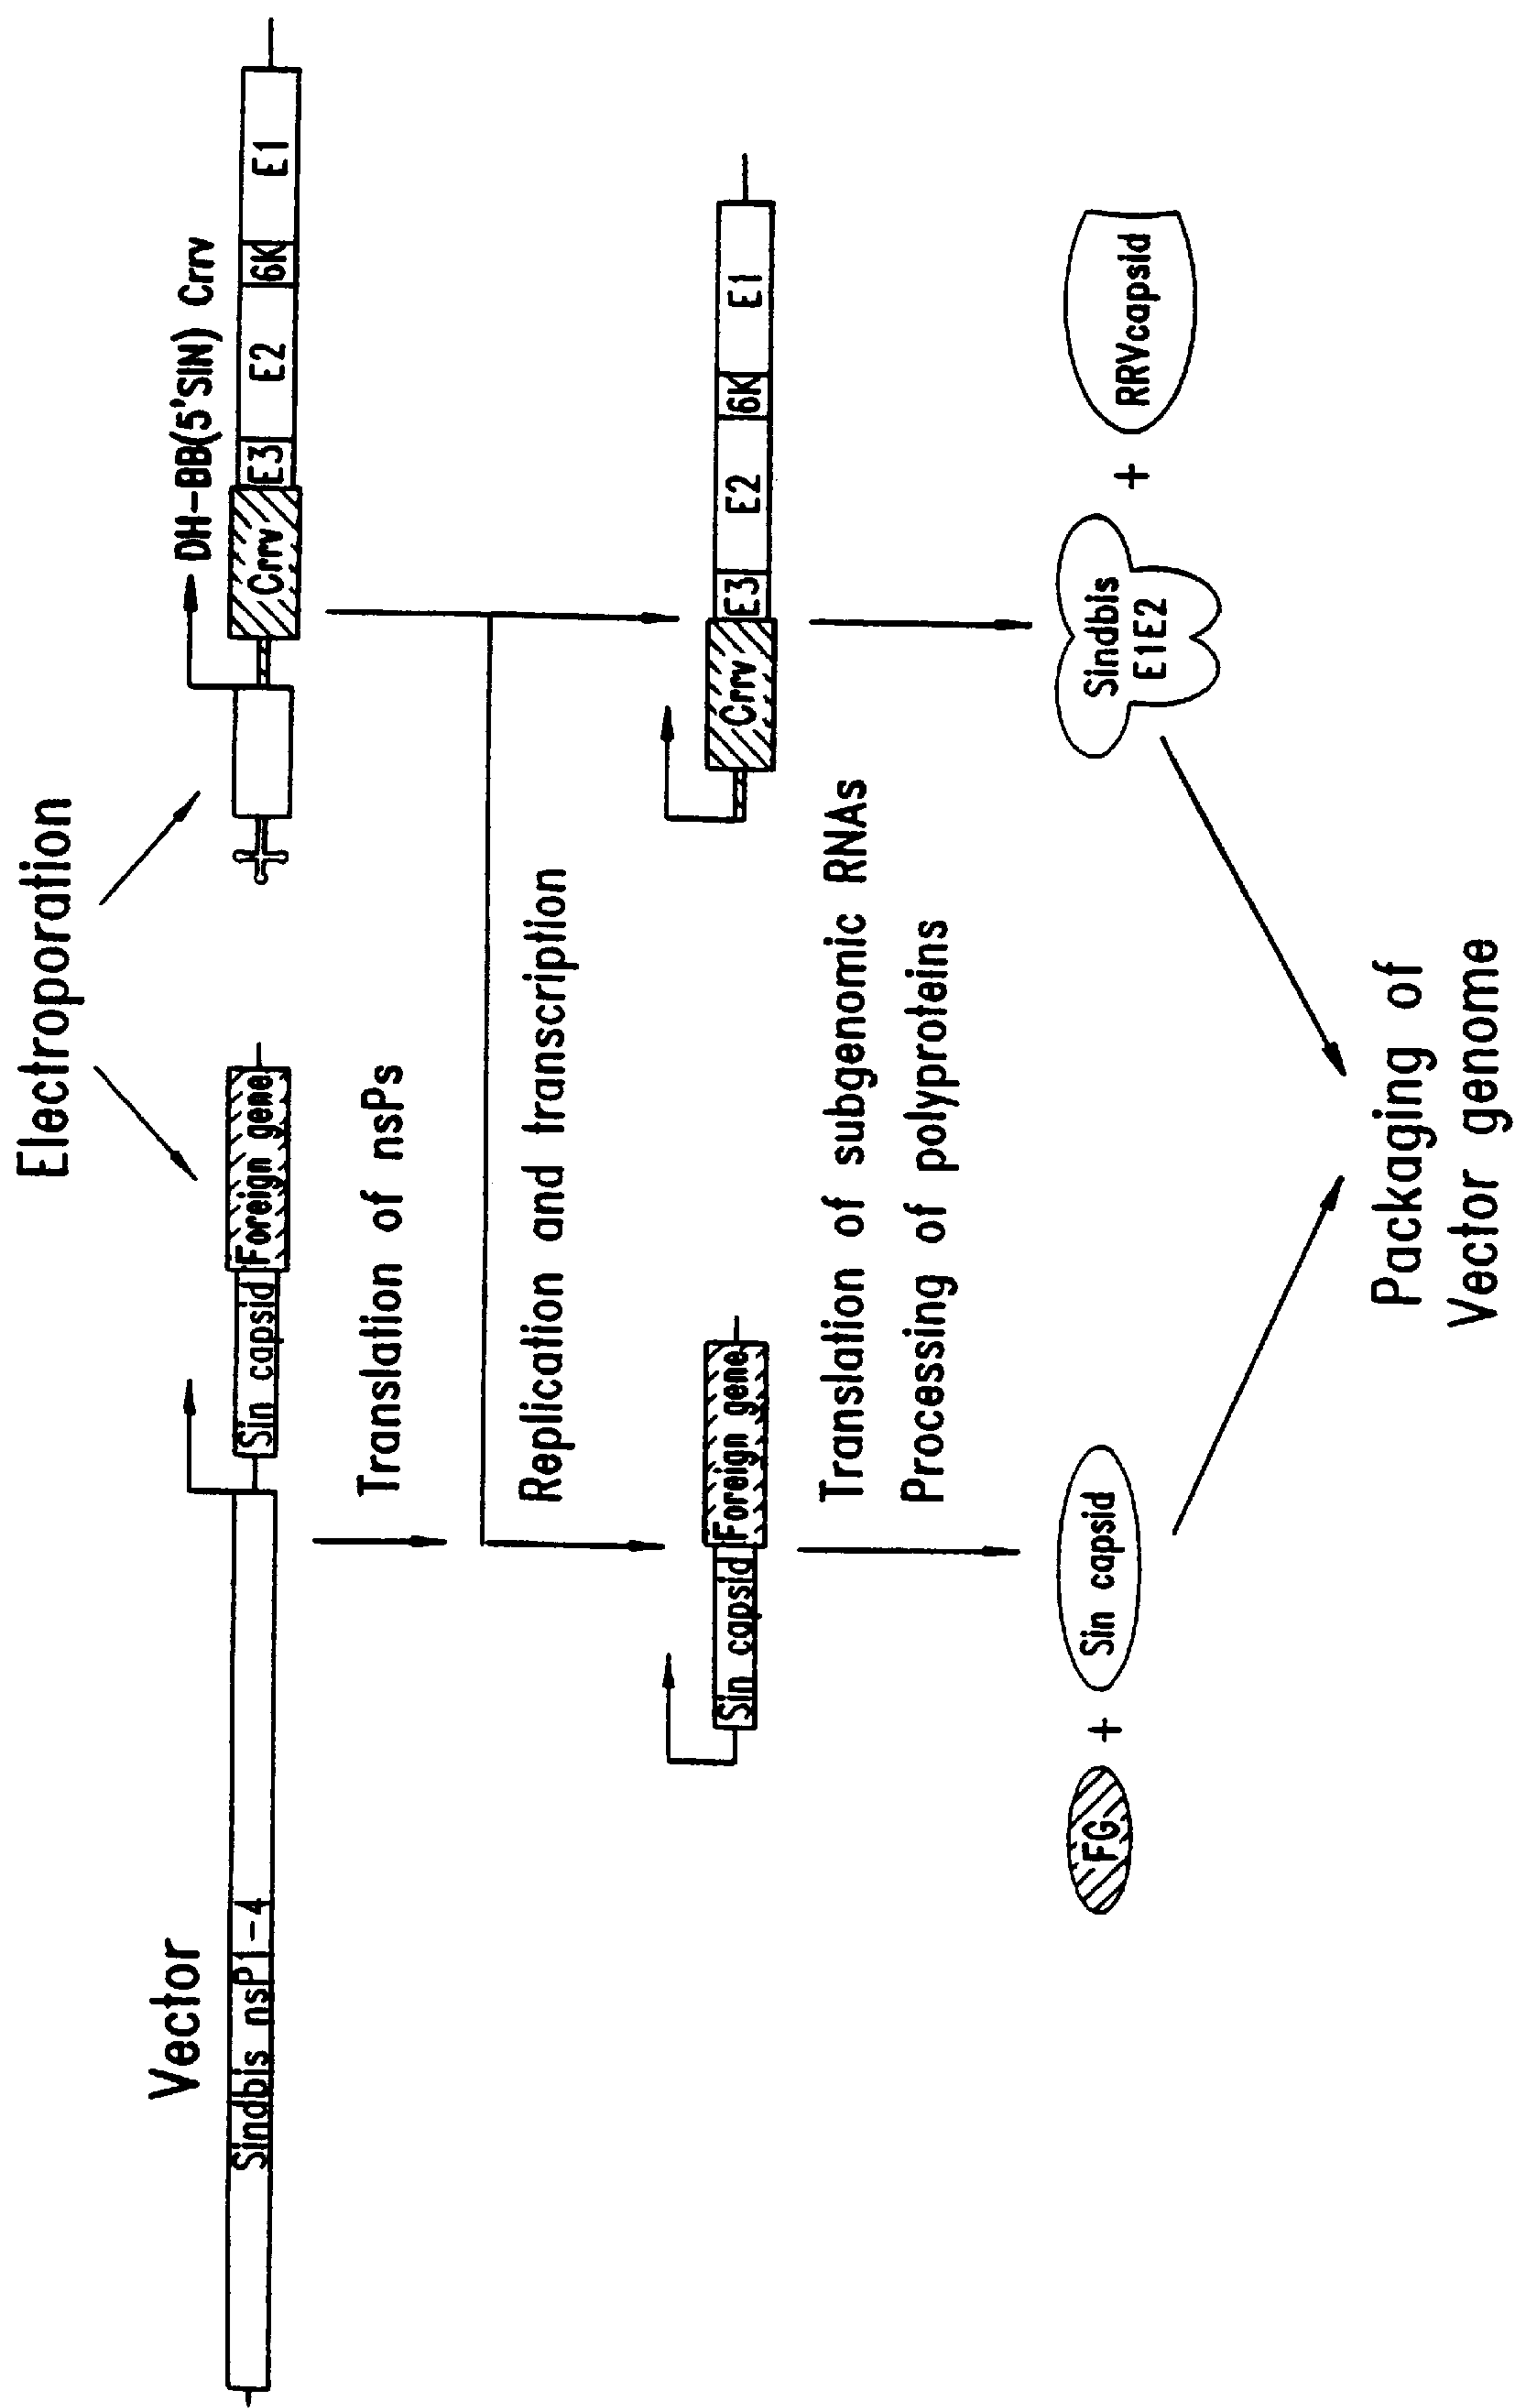 Electroporation
Vector
DH-BB(5'SIN) Crrv
Sindbis nsP1-4
Sin capsid
Foreign gene
Crrv
E3
E2
6K
E1
Translation of nsPs
Replication and transcription
Sin capsid
Foreign gene
Crrv
E3
E2
6K
E1
Translation of subgenomic RNAs
Processing of polyproteins
FG
+
Sin capsid
Sindbis
E1E2
+
RRVcapsid
Packaging of
Vector genome